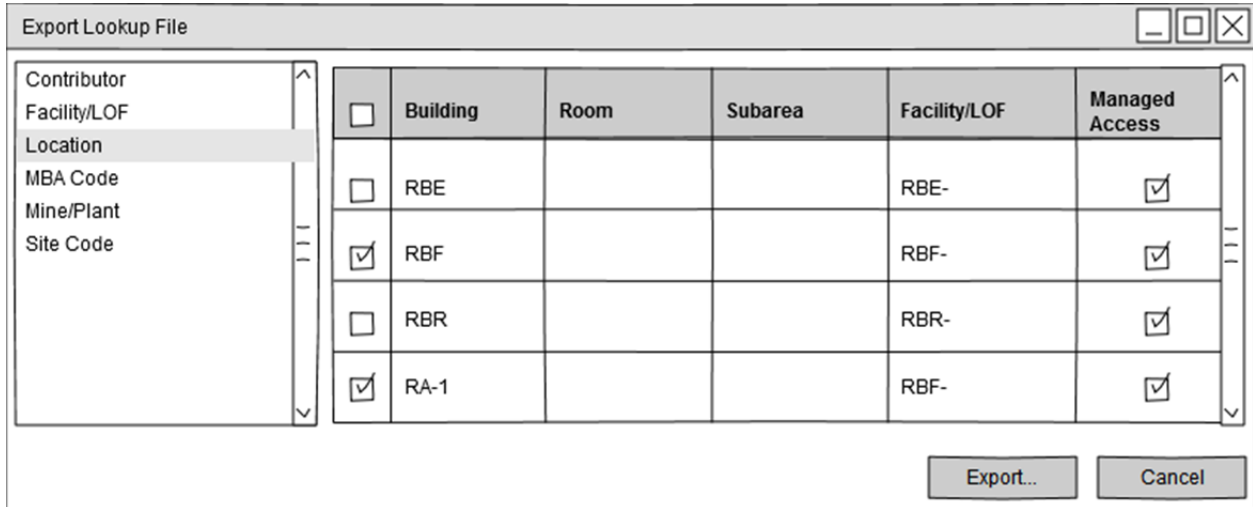 Export Lookup File
Contributor
Facility/LOF
Location
MBA Code
Mine/Plant
Site Code
Building Room Subarea Facility/LOF Managed
Access
RBE RBE-
RBF RBF-
RBR RBR-
RA-1 RBF-
Export... Cancel